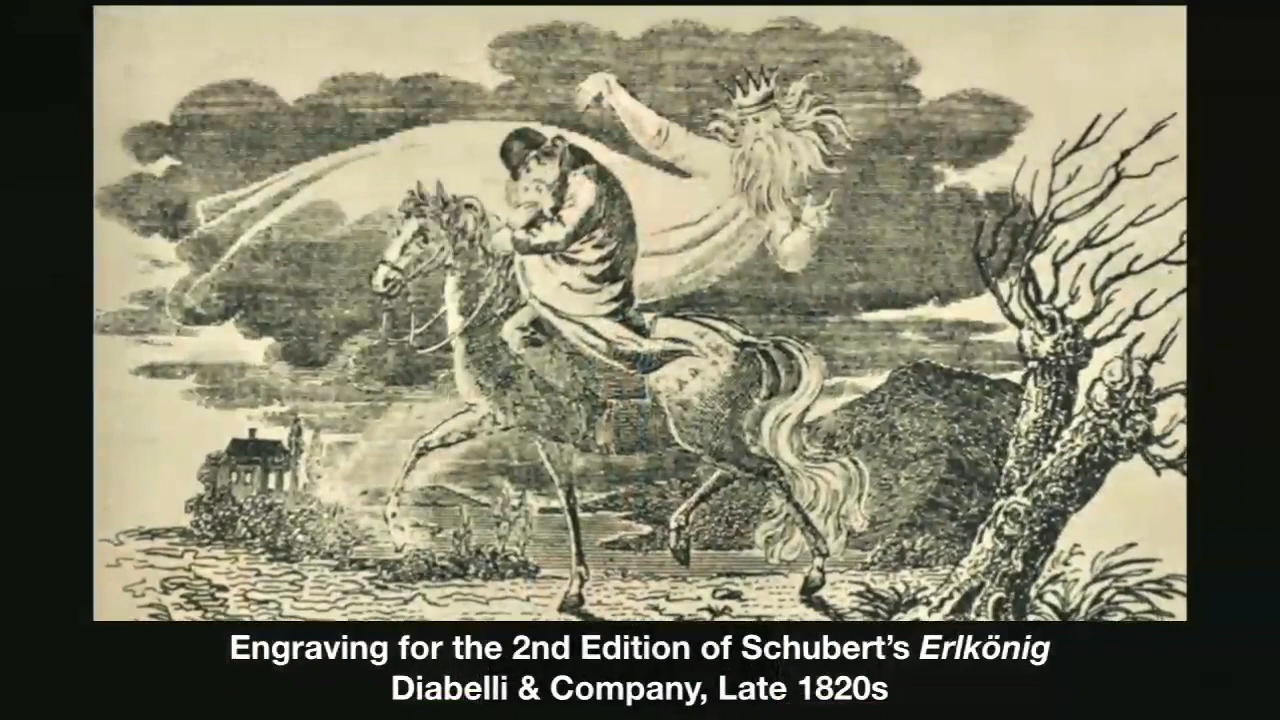 Engraving for the 2nd Edition of Schubert's Erlkönig
Diabelli & Company, Late 1820s